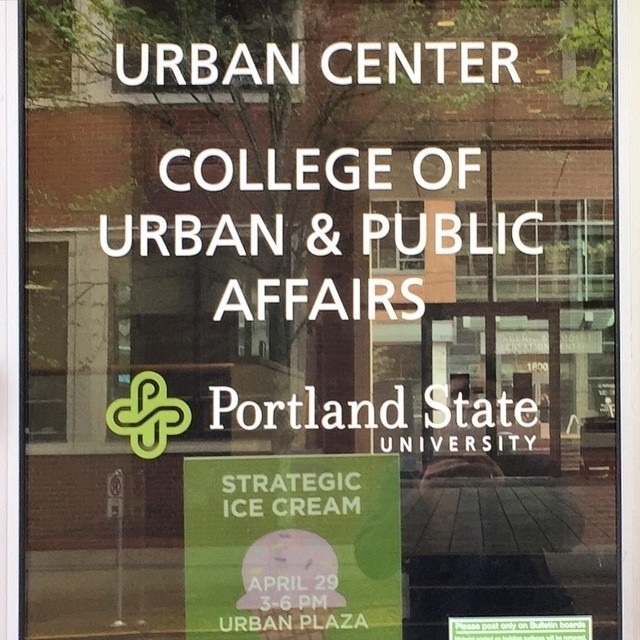 URBAN CENTER
COLLEGE OF
URBAN & PUBLIC
AFFAIRS
Portland State
UNIVERSITY
STRATEGIC
ICE CREAM
APRIL 29
3-6 PM
URBAN PLAZA
Please post only on Bulletin boards
1600